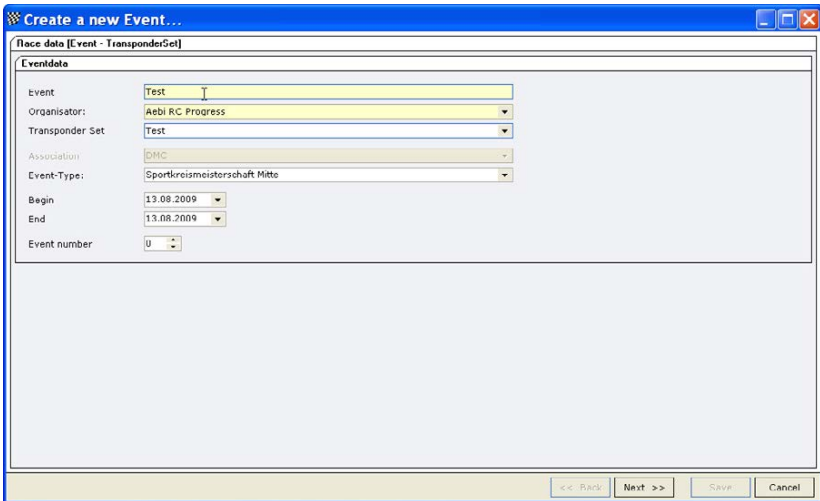 Create a new Event...
Race data [Event - TransponderSet]
Eventdata
Event Test
Organisator: Aebi RC Progress
Transponder Set Test
Association DMC
Event-Type: Sportkreismeisterschaft Mitte
Begin 13.08.2009
End 13.08.2009
Event number 0
<< Back Next >> Save Cancel